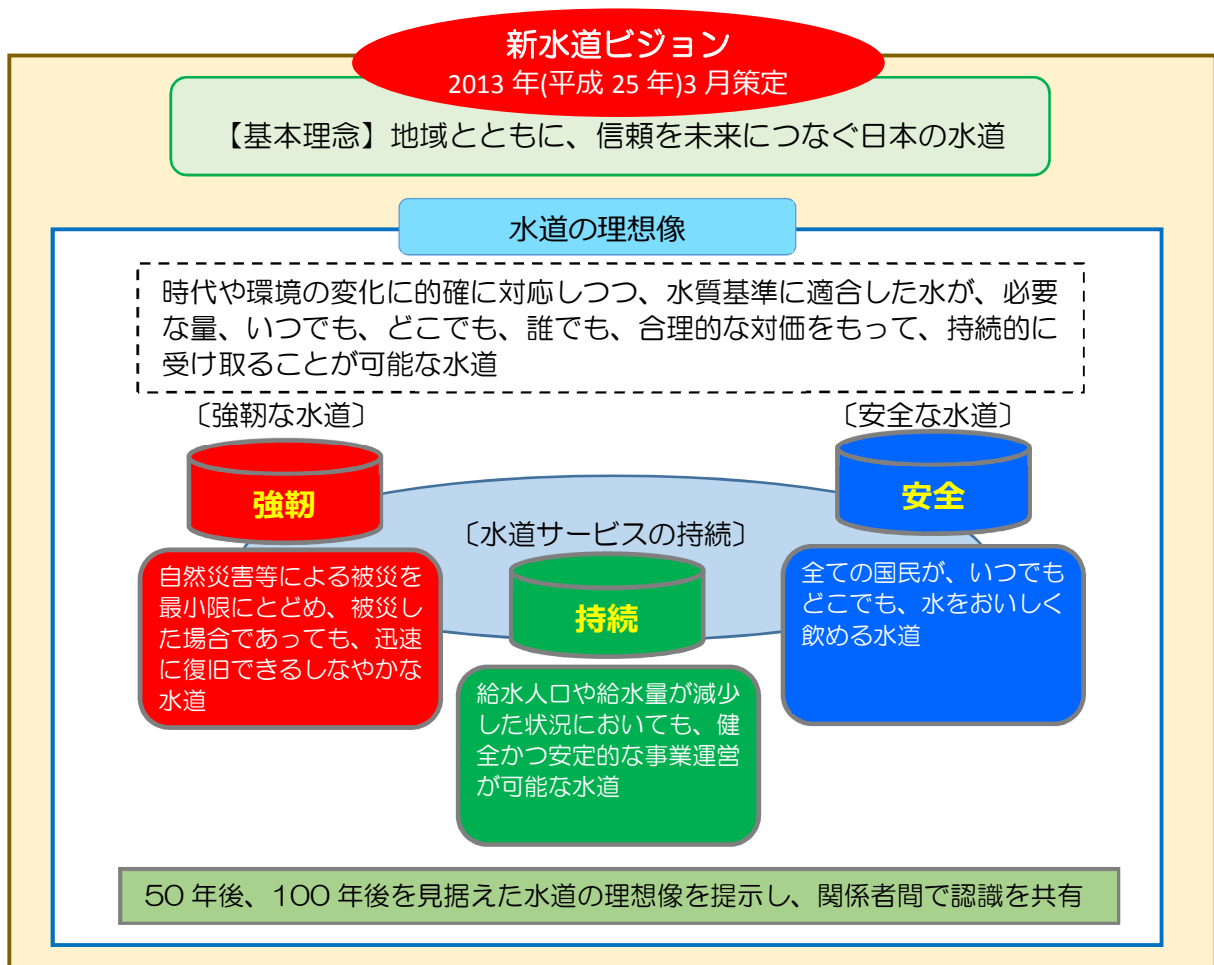 新水道ビジョン
2013 年(平成 25 年)3 月策定
【基本理念】地域とともに、信頼を未来につなぐ日本の水道
水道の理想像
時代や環境の変化に的確に対応しつつ、水質基準に適合した水が、必要
な量、いつでも、どこでも、誰でも、合理的な対価をもって、持続的に
受け取ることが可能な水道
〔強靭な水道〕
強靭
自然災害等による被災を
最小限にとどめ、被災し
た場合であっても、迅速
に復旧できるしなやかな
水道
〔水道サービスの持続〕
持続
給水人口や給水量が減少
した状況においても、健
全かつ安定的な事業運営
が可能な水道
〔安全な水道〕
安全
全ての国民が、いつでも
どこでも、水をおいしく
飲める水道
50 年後、100 年後を見据えた水道の理想像を提示し、関係者間で認識を共有